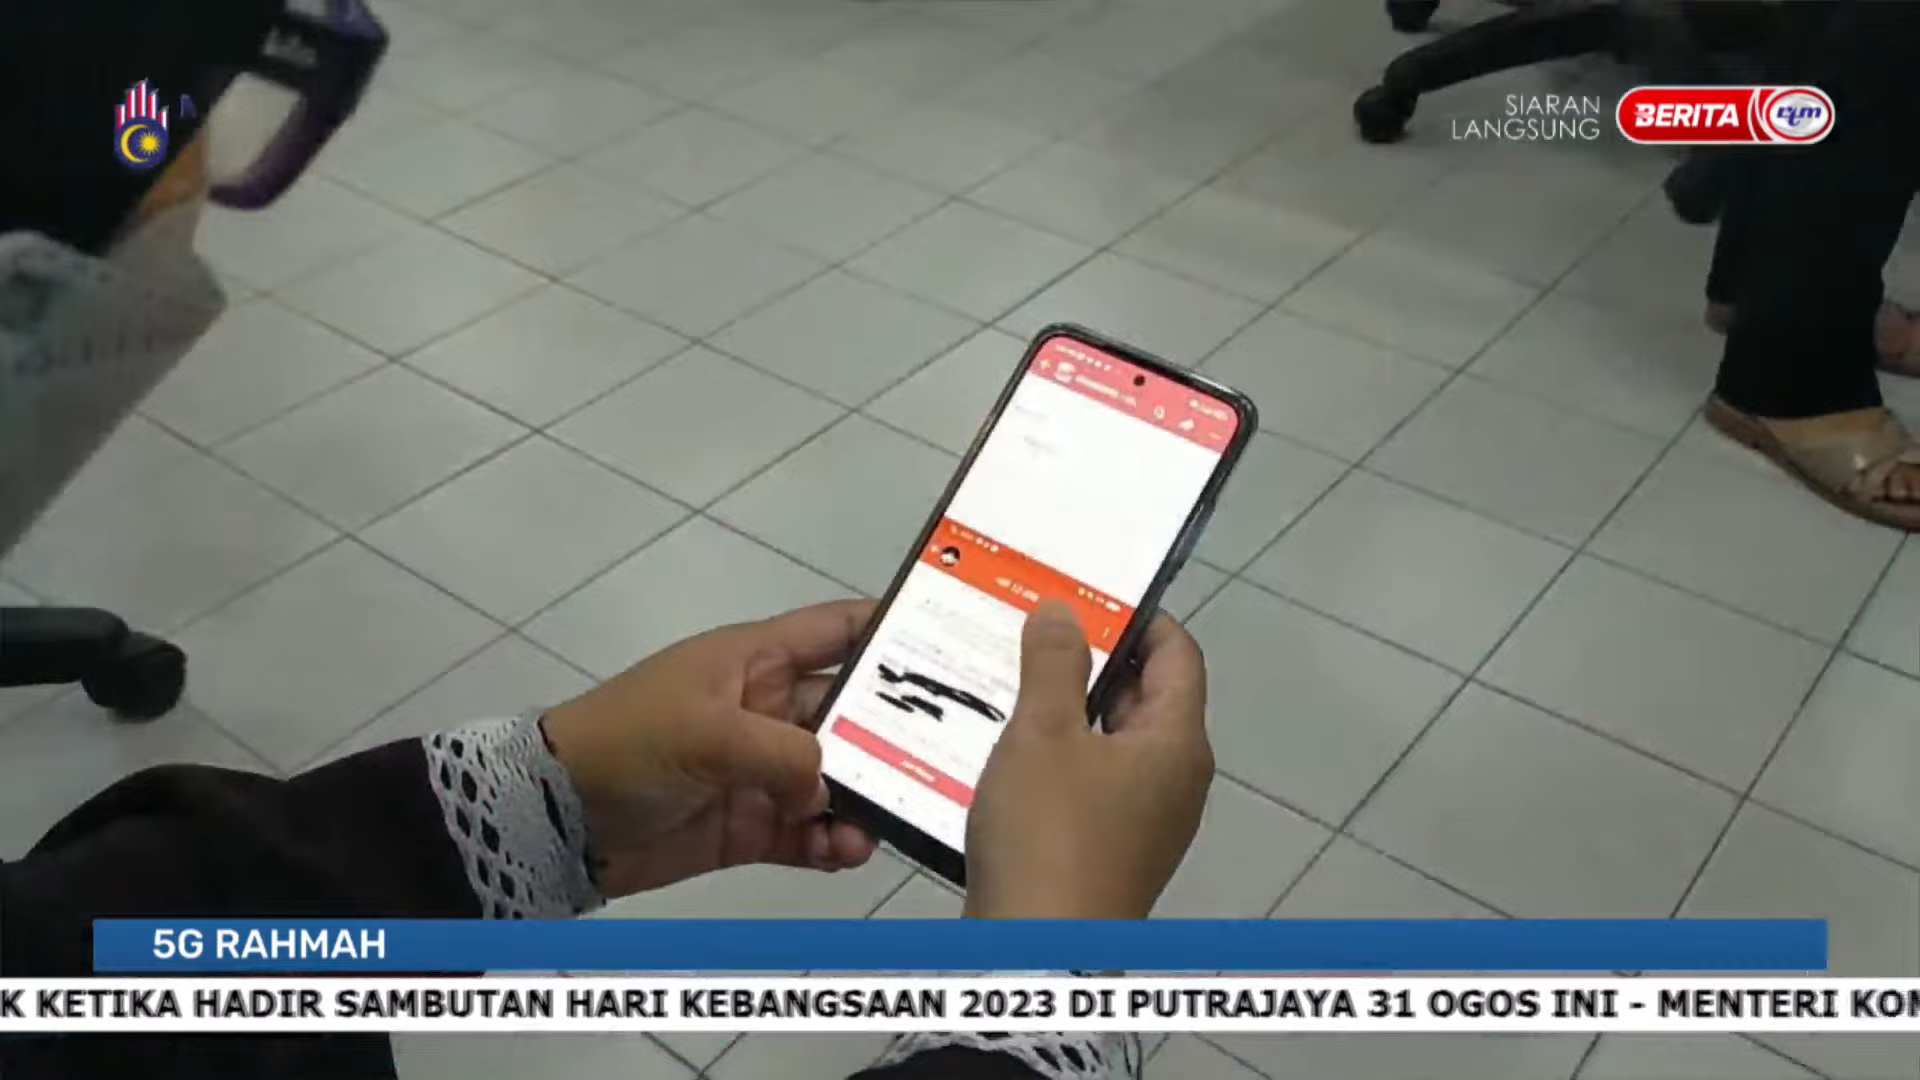 SIARAN
LANGSUNG
BERITA rtm
5G RAHMAH
K KETIKA HADIR SAMBUTAN HARI KEBANGSAAN 2023 DI PUTRAJAYA 31 OGOS INI - MENTERI KOM